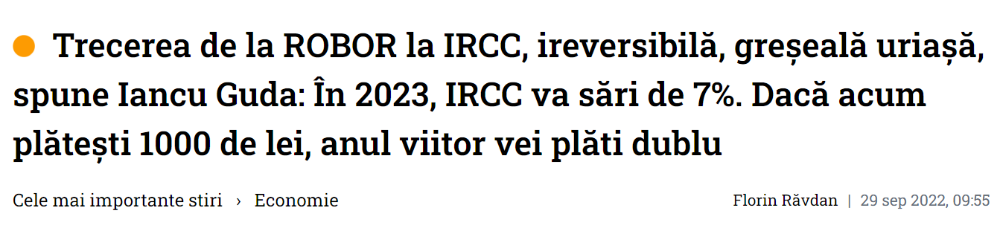 Trecerea de la ROBOR la IRCC, ireversibilă, greșeală uriașă,
spune Iancu Guda: În 2023, IRCC va sări de 7%. Dacă acum
plătești 1000 de lei, anul viitor vei plăti dublu
Cele mai importante stiri › Economie
Florin Răvdan | 29 sep 2022, 09:55